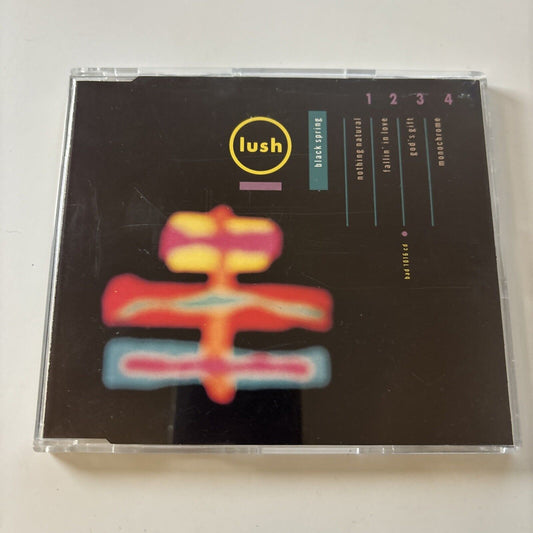 lush
black spring
1 2 3 4
nothing natural
fallin' in love
god's gift
monochrome
bad 1016 cd